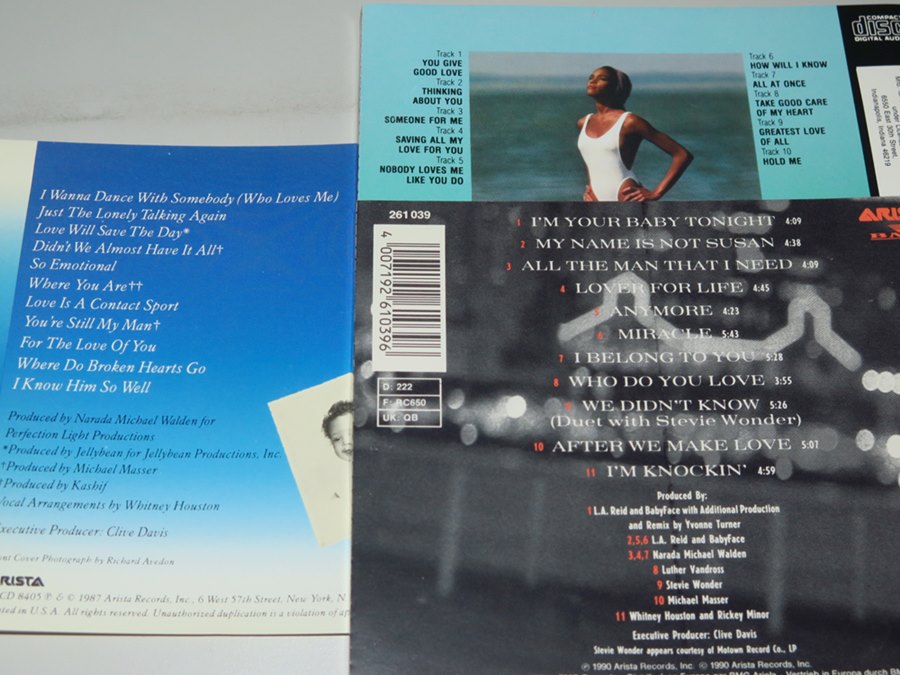 Track 1
YOU GIVE
GOOD LOVE
Track 2
THINKING
ABOUT YOU
Track 3
SOMEONE FOR ME
Track 4
SAVING ALL MY
LOVE FOR YOU
Track 5
NOBODY LOVES ME
LIKE YOU DO
Track 6
HOW WILL I KNOW
Track 7
ALL AT ONCE
Track 8
TAKE GOOD CARE
OF MY HEART
Track 9
GREATEST LOVE
OF ALL
Track 10
HOLD ME
COMPACT
disc
DIGITAL AUDIO
6550 East 30th Street,
Indianapolis, Indiana 46219
I Wanna Dance With Somebody (Who Loves Me)
Just The Lonely Talking Again
Love Will Save The Day*
Didn't We Almost Have It All†
So Emotional
Where You Are††
Love Is A Contact Sport
You're Still My Man†
For The Love Of You
Where Do Broken Hearts Go
I Know Him So Well
Produced by Narada Michael Walden for
Perfection Light Productions
*Produced by Jellybean for Jellybean Productions, Inc.
†Produced by Michael Masser
†Produced by Kashif
Vocal Arrangements by Whitney Houston
Executive Producer: Clive Davis
Front Cover Photograph by Richard Avedon
ARISTA
CD 8405 ℗ & © 1987 Arista Records, Inc., 6 West 57th Street, New York, N
in U.S.A. All rights reserved. Unauthorized duplication is a violation of
261 039
4 007192 610396
D: 222
F: RC650
UK: QB
1 I'M YOUR BABY TONIGHT 4:09
2 MY NAME IS NOT SUSAN 4:38
3 ALL THE MAN THAT I NEED 4:09
4 LOVER FOR LIFE 4:45
5 ANYMORE 4:23
6 MIRACLE 5:43
7 I BELONG TO YOU 5:28
8 WHO DO YOU LOVE 3:55
9 WE DIDN'T KNOW 5:26
(Duet with Stevie Wonder)
10 AFTER WE MAKE LOVE 5:07
11 I'M KNOCKIN' 4:59
Produced By:
1 L.A. Reid and BabyFace with Additional Production
and Remix by Yvonne Turner
2,5,6 L.A. Reid and BabyFace
3,4,7 Narada Michael Walden
8 Luther Vandross
9 Stevie Wonder
10 Michael Masser
11 Whitney Houston and Rickey Minor
Executive Producer: Clive Davis
Stevie Wonder appears courtesy of Motown Record Co., LP
℗ 1990 Arista Records, Inc. © 1990 Arista Records, Inc.
Vertrieb in Europa durch BMG